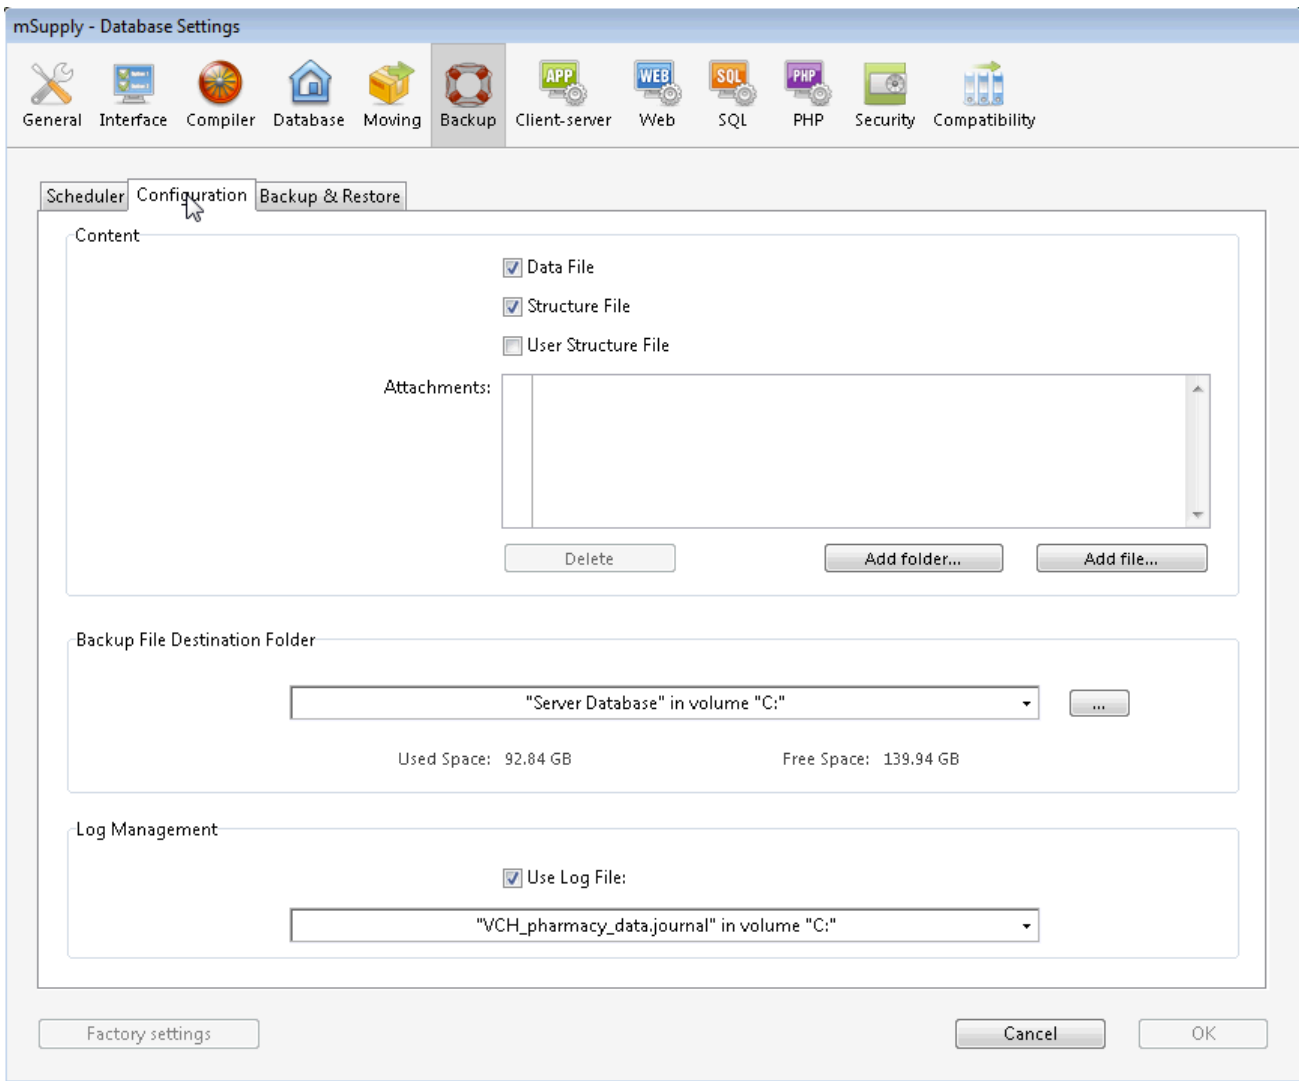 mSupply - Database Settings
APP WEB SQL PHP
General Interface Compiler Database Moving Backup Client-server Web SQL PHP Security Compatibility
Scheduler Configuration Backup & Restore
Content
Data File
Structure File
User Structure File
Attachments:
Delete Add folder... Add file...
Backup File Destination Folder
"Server Database" in volume "C:" ...
Used Space: 92.84 GB Free Space: 139.94 GB
Log Management
Use Log File:
"VCH_pharmacy_data.journal" in volume "C:"
Factory settings Cancel OK